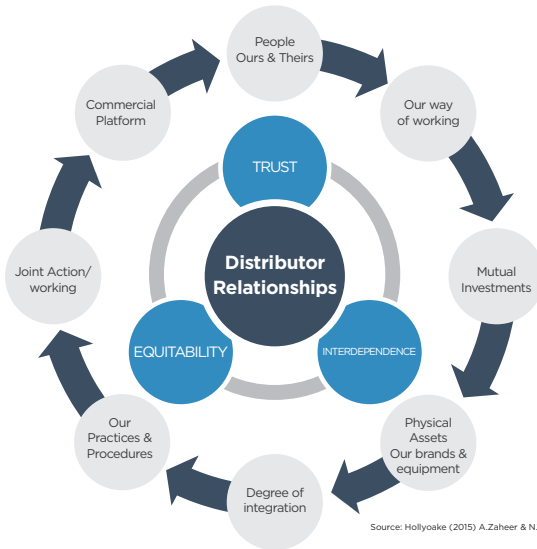 People
Ours & Theirs
Commercial
Platform
Our way
of working
TRUST
Distributor
Relationships
Joint Action/
working
Mutual
Investments
EQUITABILITY
INTERDEPENDENCE
Our
Practices &
Procedures
Physical
Assets
Our brands &
equipment
Degree of
integration
Source: Hollyoake (2015) A.Zaheer & N.